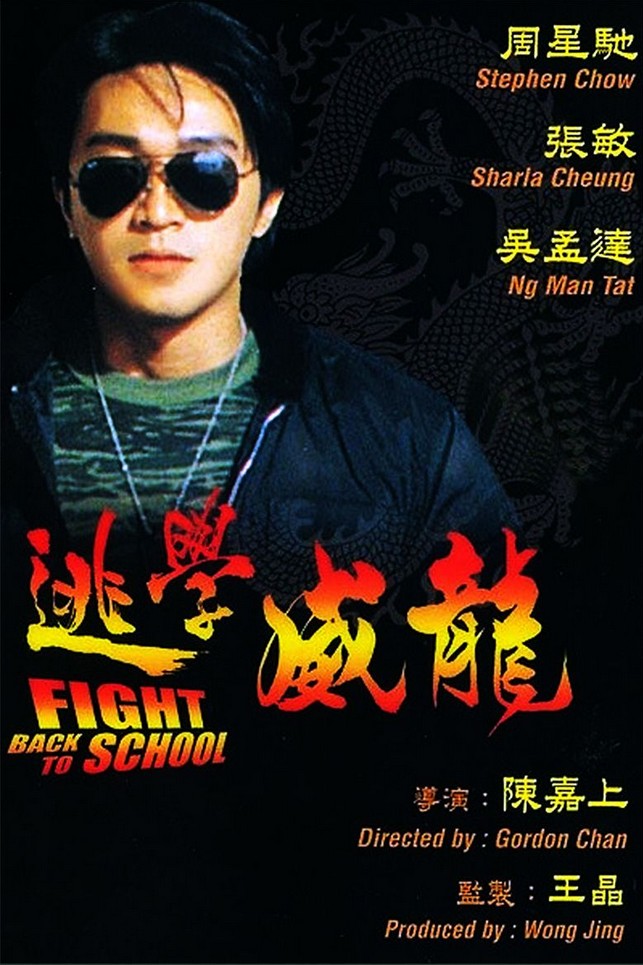 周星馳
Stephen Chow
張敏
Sharla Cheung
吳孟達
Ng Man Tat
逃學威龍
FIGHT
BACK TO SCHOOL
導演：陳嘉上
Directed by : Gordon Chan
監製：王晶
Produced by : Wong Jing